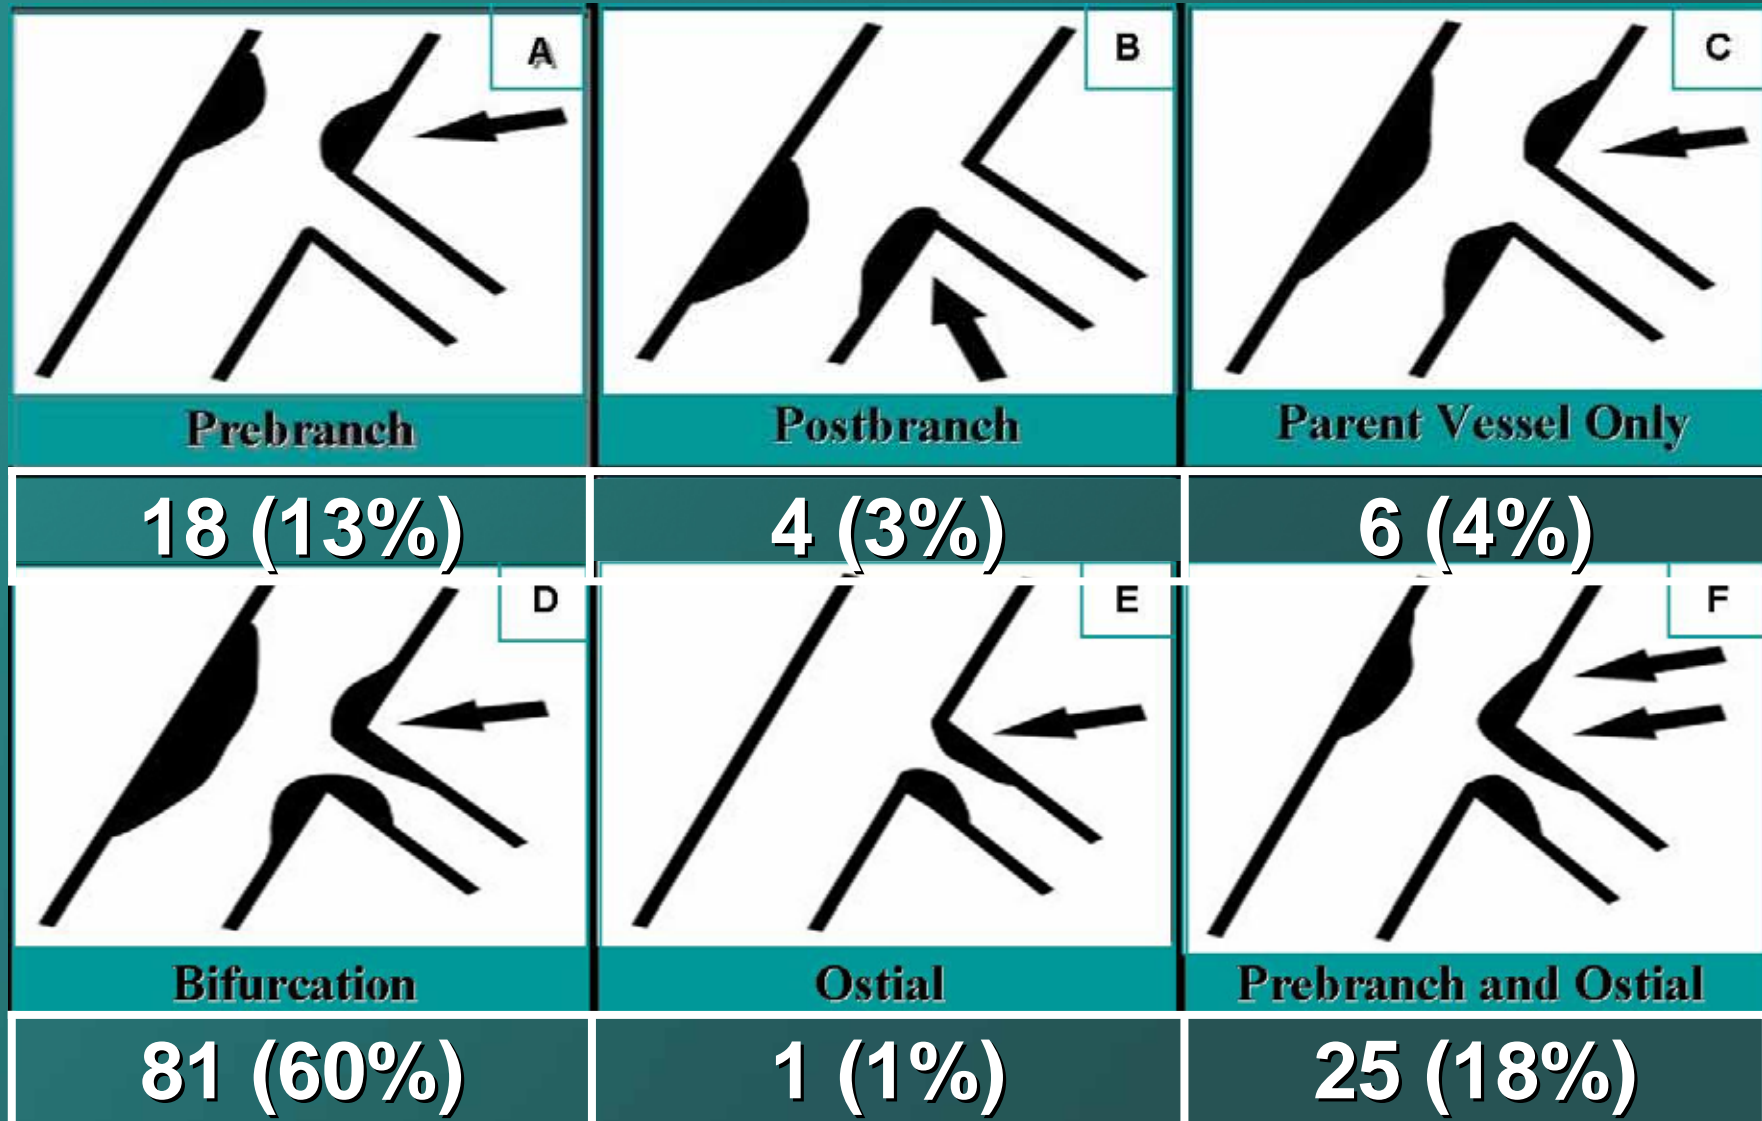 A
B
C
Prebranch
Postbranch
Parent Vessel Only
18 (13%)
4 (3%)
6 (4%)
D
E
F
Bifurcation
Ostial
Prebranch and Ostial
81 (60%)
1 (1%)
25 (18%)